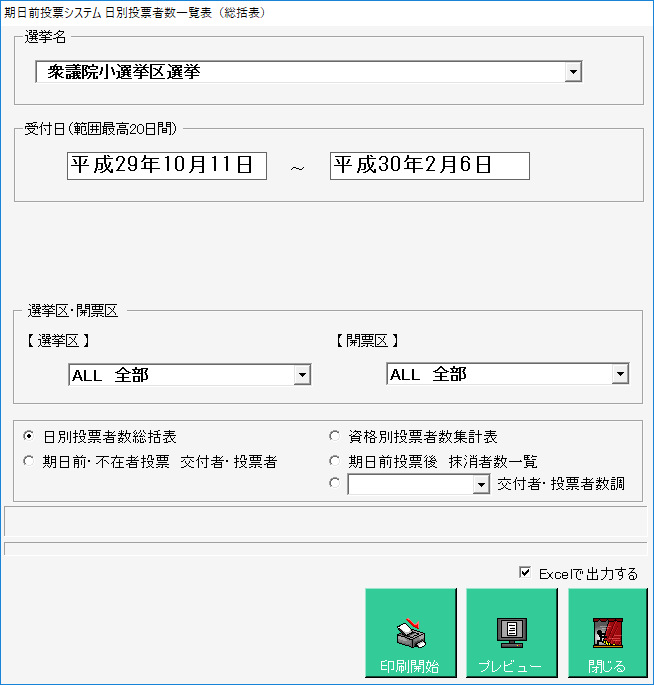 期日前投票システム 日別投票者数一覧表（総括表）
選挙名
衆議院小選挙区選挙
受付日(範囲最高20日間)
平成29年10月11日 ～ 平成30年2月6日
選挙区・開票区
【 選挙区 】 【 開票区 】
ALL 全部 ALL 全部
日別投票者数総括表 資格別投票者数集計表
期日前・不在者投票 交付者・投票者 期日前投票後 抹消者数一覧
交付者・投票者数調
Excelで出力する
印刷開始 プレビュー 閉じる